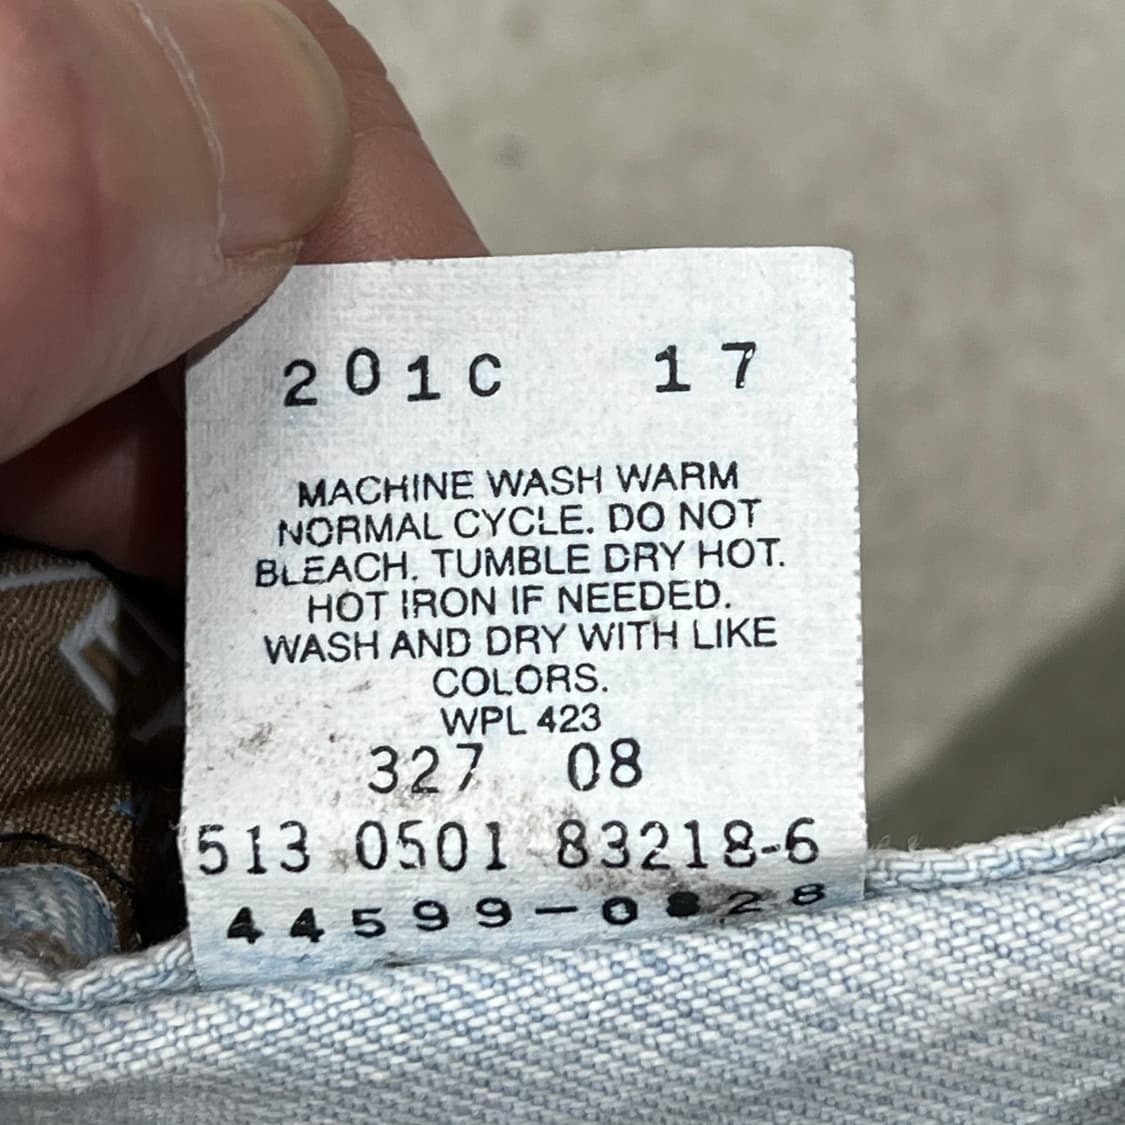 201C 17
MACHINE WASH WARM
NORMAL CYCLE. DO NOT
BLEACH. TUMBLE DRY HOT.
HOT IRON IF NEEDED.
WASH AND DRY WITH LIKE
COLORS.
WPL 423
327 08
513 0501 83218-6